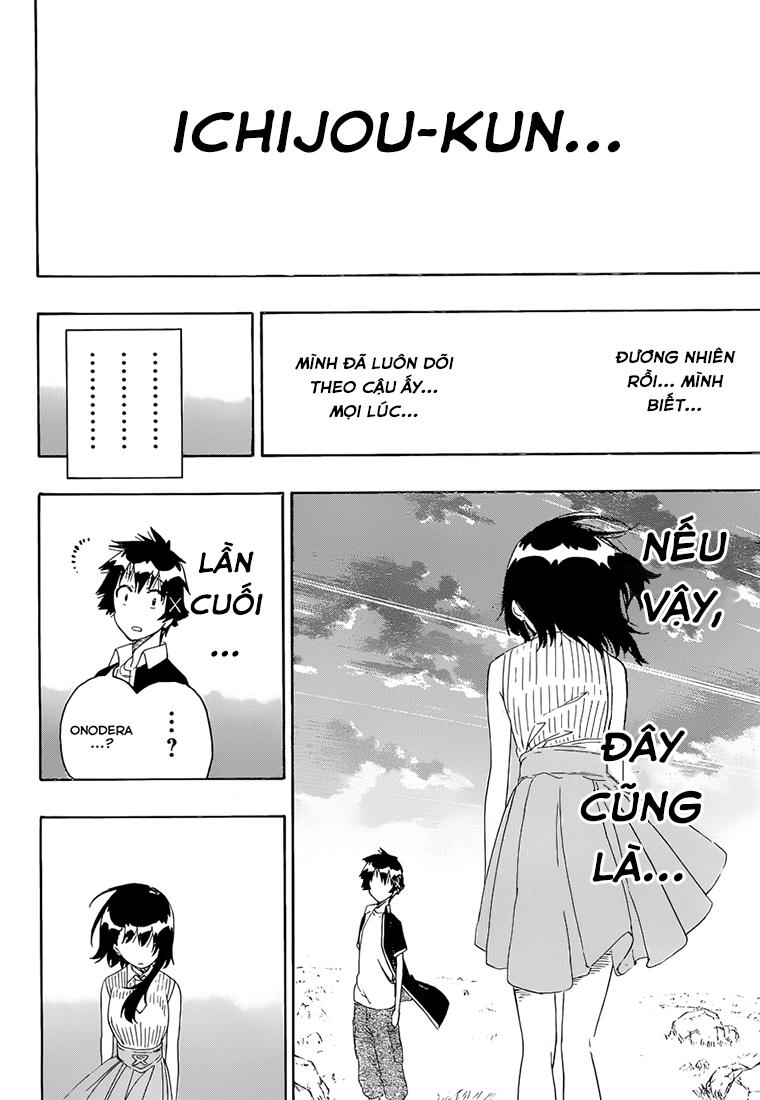 ICHIJOU-KUN...
ĐƯƠNG NHIÊN
RỒI... MÌNH
BIẾT...
MÌNH ĐÃ LUÔN DÕI
THEO CẬU ẤY...
MỌI LÚC...
...
...
...
NẾU
VẬY,
ĐÂY
CŨNG
LÀ...
LẦN
CUỐI
...
...?
ONODERA
...?